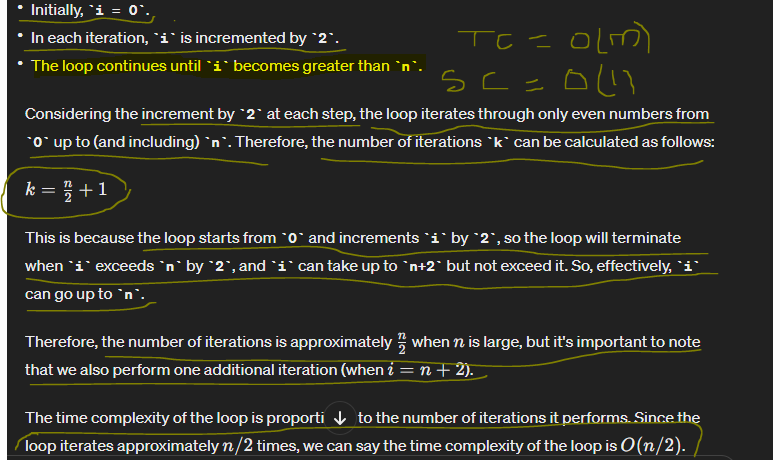 • Initially, `i = 0`.
• In each iteration, `i` is incremented by `2`. TC = O(n)
• The loop continues until `i` becomes greater than `n`. SC = O(1)
Considering the increment by `2` at each step, the loop iterates through only even numbers from
`0` up to (and including) `n`. Therefore, the number of iterations `k` can be calculated as follows:
k = n/2 + 1
This is because the loop starts from `0` and increments `i` by `2`, so the loop will terminate
when `i` exceeds `n` by `2`, and `i` can take up to `n+2` but not exceed it. So, effectively, `i`
can go up to `n`.
Therefore, the number of iterations is approximately n/2 when n is large, but it's important to note
that we also perform one additional iteration (when i = n + 2).
The time complexity of the loop is proporti ↓ to the number of iterations it performs. Since the
loop iterates approximately n/2 times, we can say the time complexity of the loop is O(n/2).